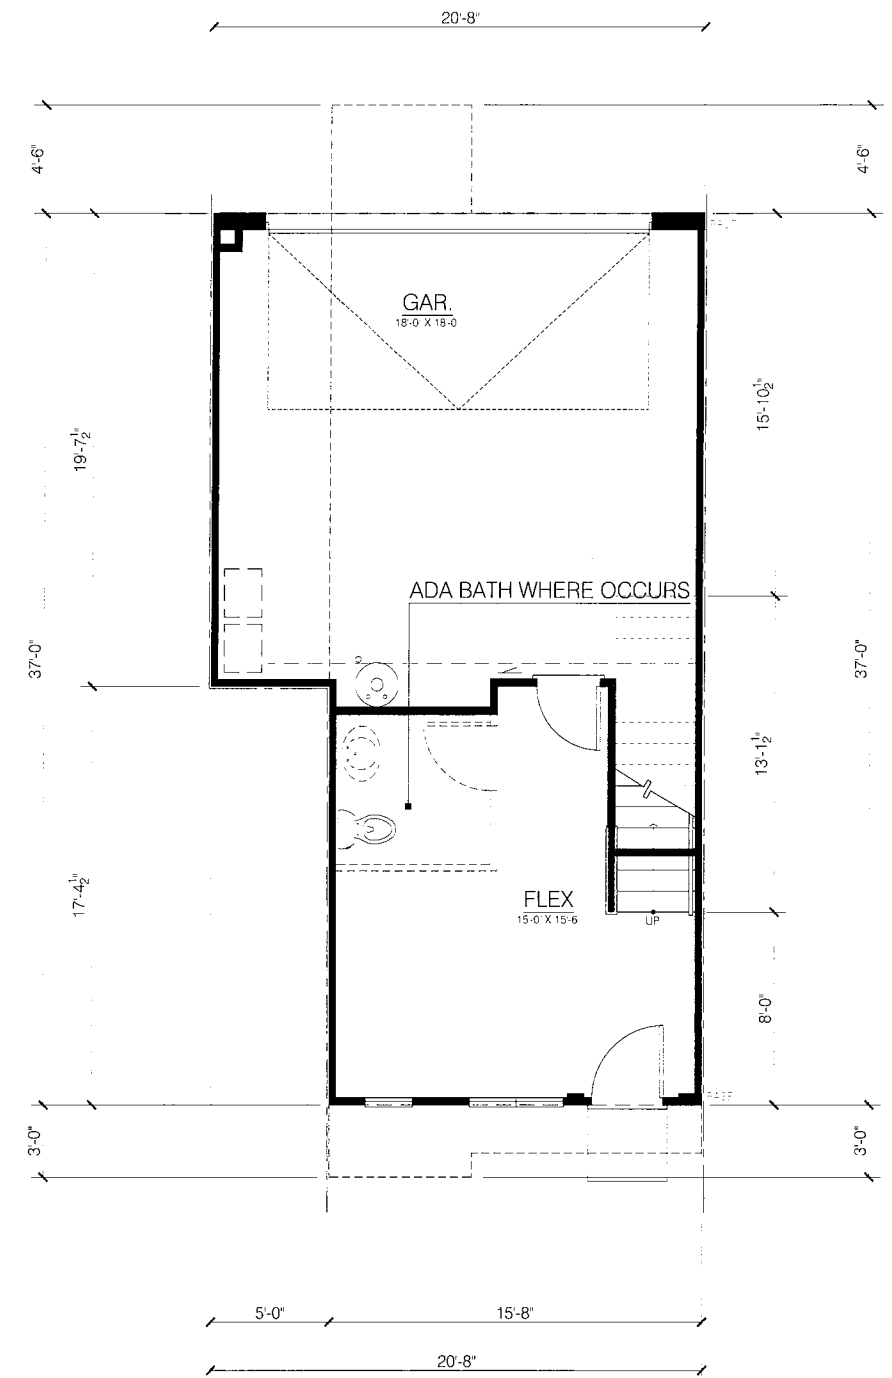 20'-8"
4'-6"
4'-6"
GAR.
18'-0" X 18'-0
15'-10½"
19'-7½"
ADA BATH WHERE OCCURS
37'-0"
37'-0"
13'-1½"
17'-4½"
FLEX
15'-0" X 15'-6
UP
8'-0"
3'-0"
3'-0"
5'-0"
15'-8"
20'-8"